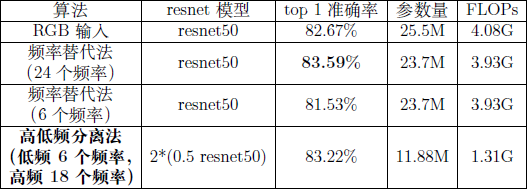 算法 resnet 模型 top 1 准确率 参数量 FLOPs
RGB 输入 resnet50 82.67% 25.5M 4.08G
频率替代法
（24 个频率） resnet50 83.59% 23.7M 3.93G
频率替代法
（6 个频率） resnet50 81.53% 23.7M 3.93G
高低频分离法
（低频 6 个频率， 2*(0.5 resnet50) 83.22% 11.88M 1.31G
高频 18 个频率）